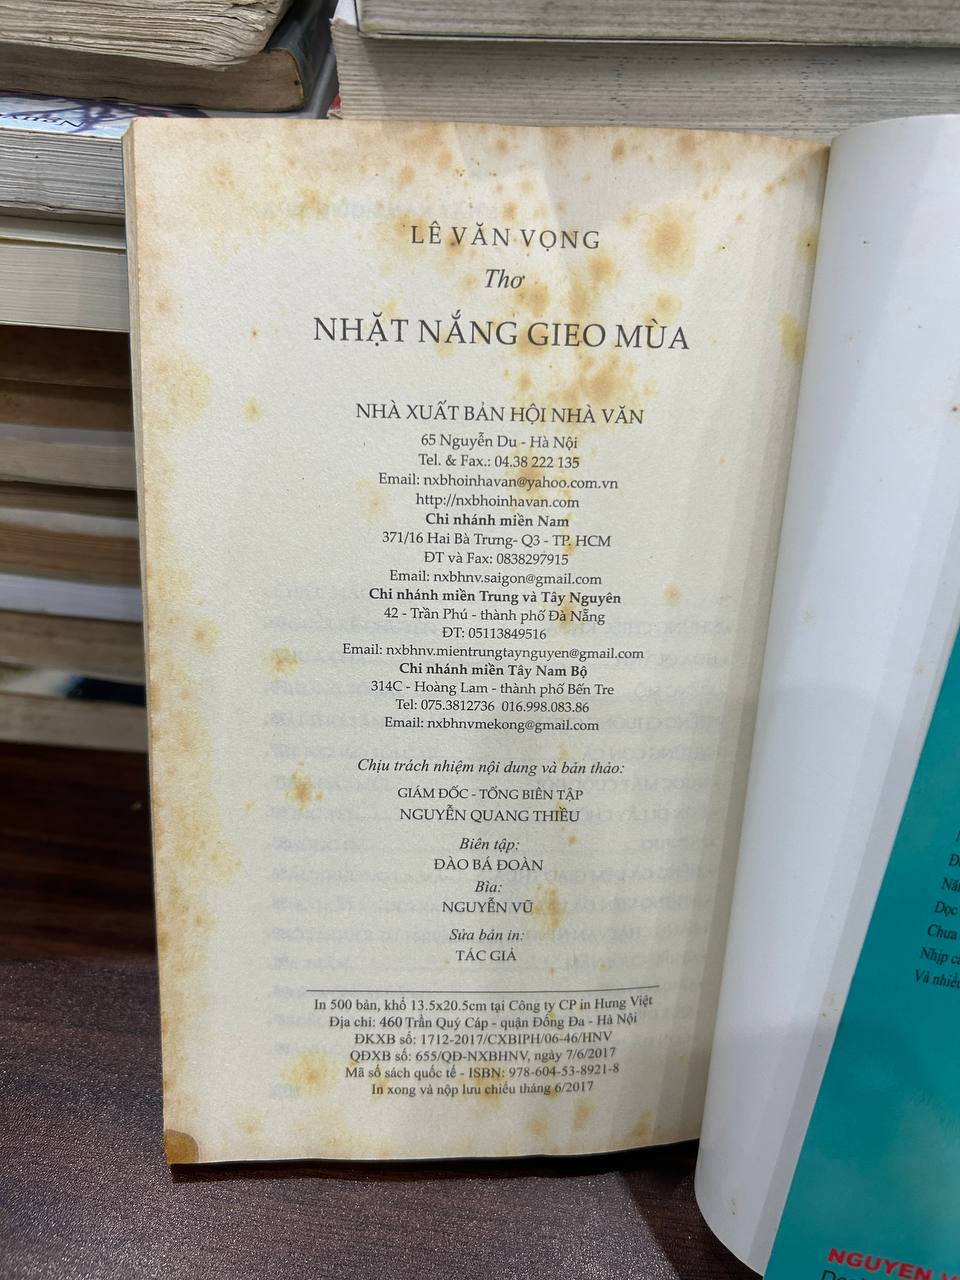 LÊ VĂN VỌNG
Thơ
NHẶT NẮNG GIEO MÙA
NHÀ XUẤT BẢN HỘI NHÀ VĂN
65 Nguyễn Du - Hà Nội
Tel. & Fax.: 04.38 222 135
Email: nxbhoinhavan@yahoo.com.vn
http://nxbhoinhavan.com
Chi nhánh miền Nam
371/16 Hai Bà Trưng- Q3 - TP. HCM
ĐT và Fax: 0838297915
Email: nxbhnv.saigon@gmail.com
Chi nhánh miền Trung và Tây Nguyên
42 - Trần Phú - thành phố Đà Nẵng
ĐT: 05113849516
Email: nxbhnv.mientrungtaynguyen@gmail.com
Chi nhánh miền Tây Nam Bộ
314C - Hoàng Lam - thành phố Bến Tre
Tel: 075.3812736 016.998.083.86
Email: nxbhnvmekong@gmail.com
Chịu trách nhiệm nội dung và bản thảo:
GIÁM ĐỐC - TỔNG BIÊN TẬP
NGUYỄN QUANG THIỀU
Biên tập:
ĐÀO BÁ ĐOÀN
Bìa:
NGUYỄN VŨ
Sửa bản in:
TÁC GIẢ
In 500 bản, khổ 13.5x20.5cm tại Công ty CP in Hưng Việt
Địa chỉ: 460 Trần Quý Cáp - quận Đống Đa - Hà Nội
ĐKXB số: 1712-2017/CXBIPH/06-46/HNV
QĐXB số: 655/QĐ-NXBHNV, ngày 7/6/2017
Mã số sách quốc tế - ISBN: 978-604-53-8921-8
In xong và nộp lưu chiểu tháng 6/2017
Dọc
Chưa
Nhịp
Và nhiều
NGUYEN